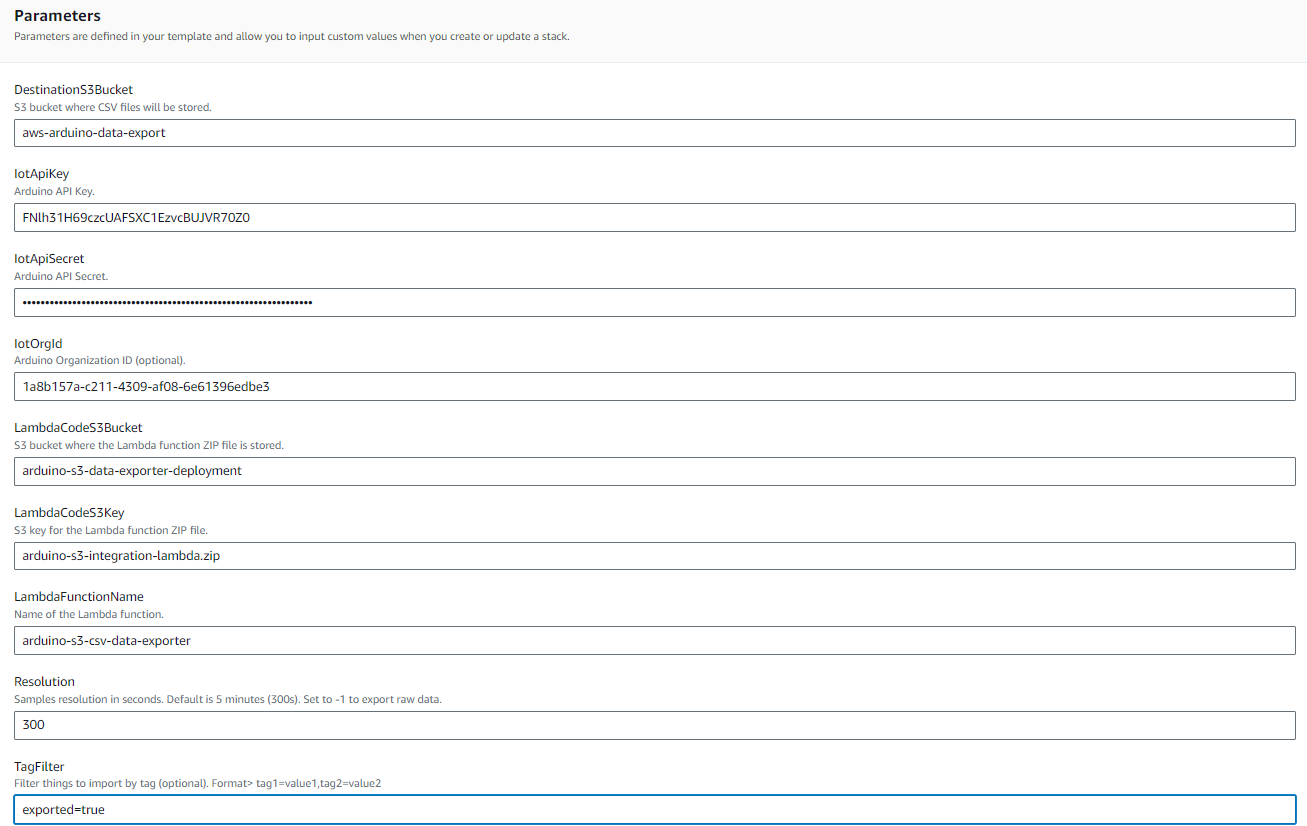 Parameters
Parameters are defined in your template and allow you to input custom values when you create or update a stack.
DestinationS3Bucket
S3 bucket where CSV files will be stored.
aws-arduino-data-export
IotApiKey
Arduino API Key.
FNlh31H69czcUAFSXC1EzvcBUJVR70Z0
IotApiSecret
Arduino API Secret.
••••••••••••••••••••••••••••••••••••••••••••••••••••••••••••••••
IotOrgId
Arduino Organization ID (optional).
1a8b157a-c211-4309-af08-6e61396edbe3
LambdaCodeS3Bucket
S3 bucket where the Lambda function ZIP file is stored.
arduino-s3-data-exporter-deployment
LambdaCodeS3Key
S3 key for the Lambda function ZIP file.
arduino-s3-integration-lambda.zip
LambdaFunctionName
Name of the Lambda function.
arduino-s3-csv-data-exporter
Resolution
Samples resolution in seconds. Default is 5 minutes (300s). Set to -1 to export raw data.
300
TagFilter
Filter things to import by tag (optional). Format> tag1=value1,tag2=value2
exported=true